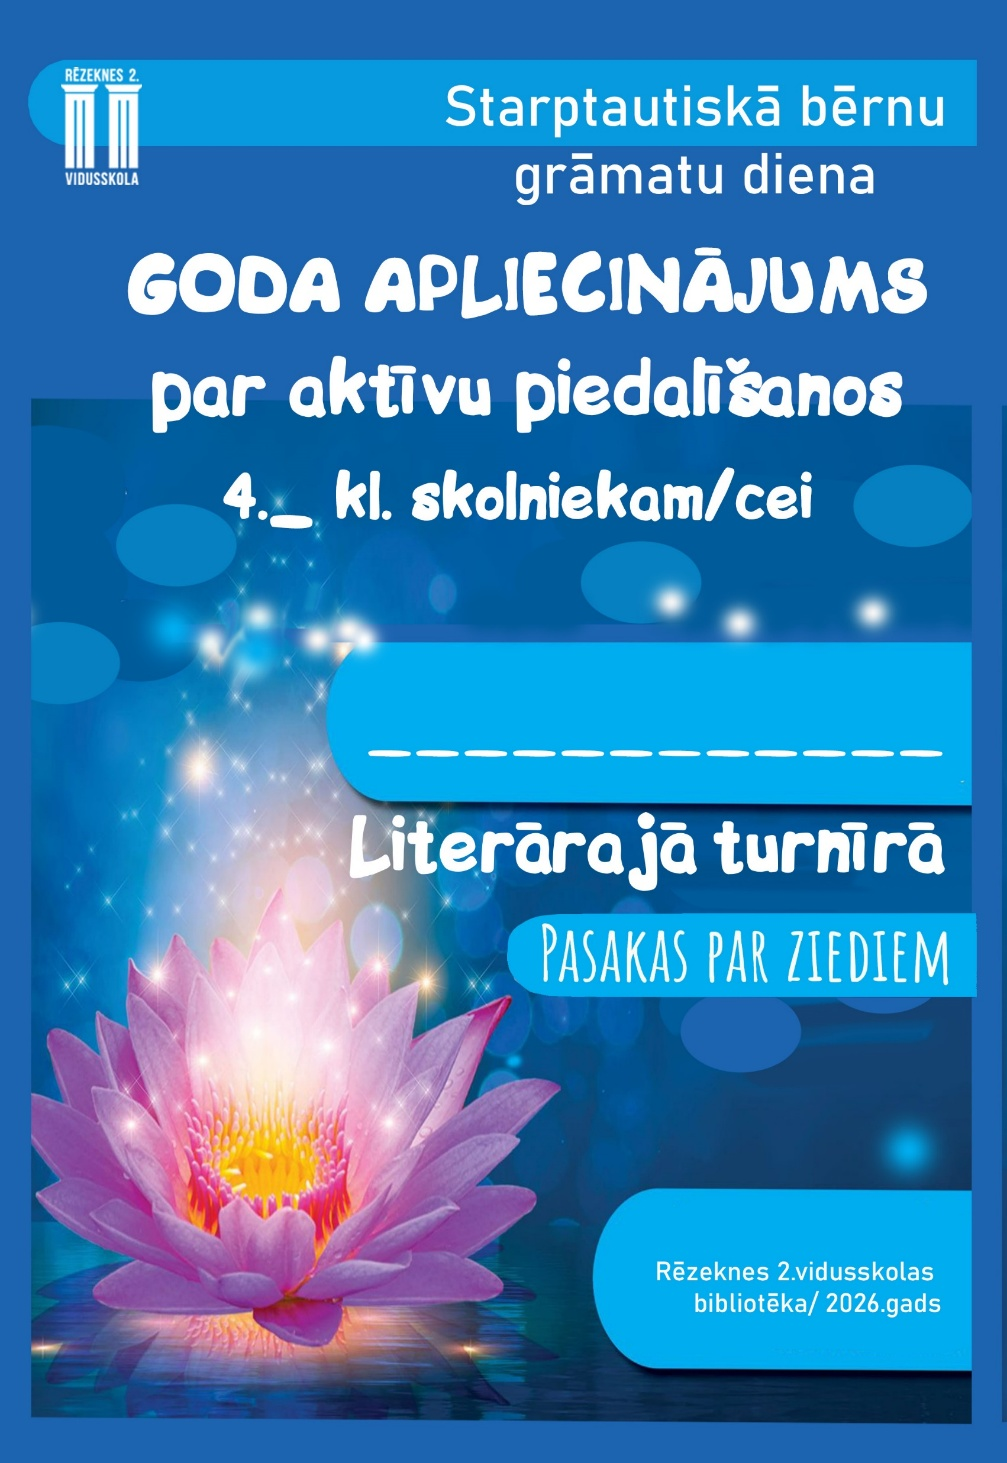 RĒZEKNES 2.
VIDUSSKOLA
Starptautiskā bērnu
grāmatu diena
GODA APLIECINĀJUMS
par aktīvu piedalīšanos
4._ kl. skolniekam/cei
____________
Literārajā turnīrā
PASAKAS PAR ZIEDIEM
Rēzeknes 2.vidusskolas
bibliotēka/ 2026.gads